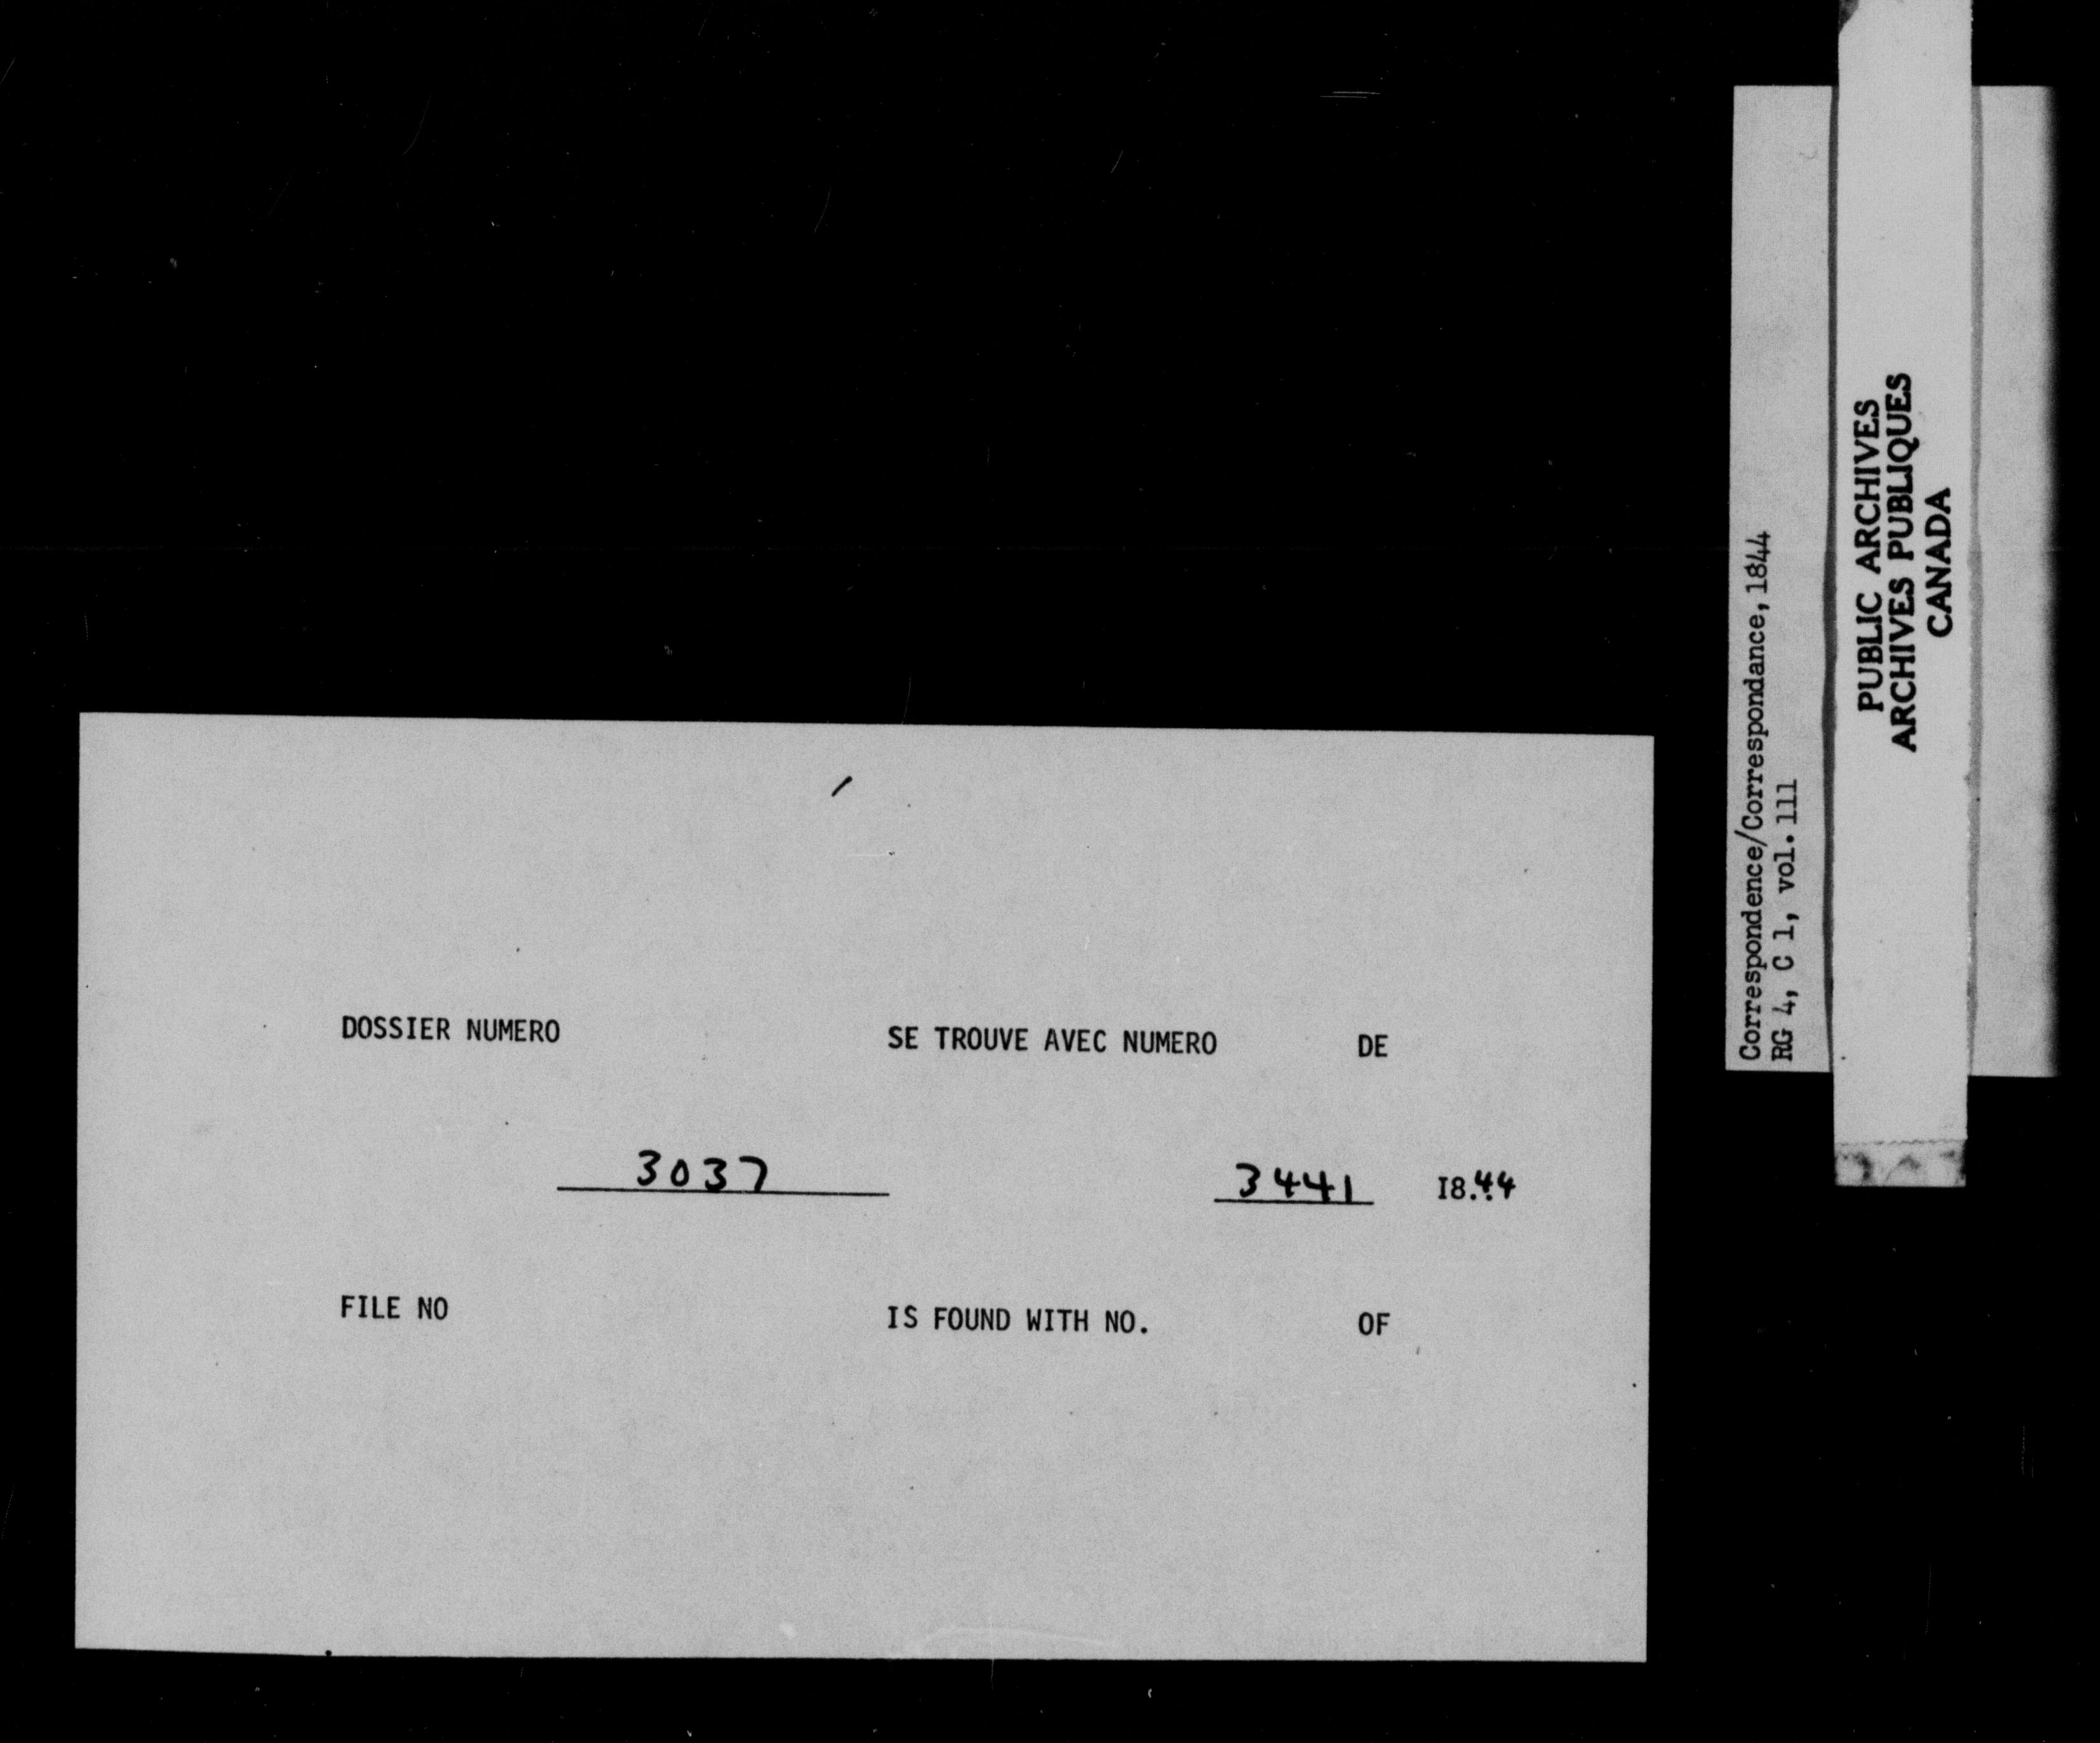 DOSSIER NUMERO SE TROUVE AVEC NUMERO DE
3037 3441 18.44
FILE NO IS FOUND WITH NO. OF
Correspondence/Correspondance, 1844
RG 4, C 1, vol. 111
PUBLIC ARCHIVES
ARCHIVES PUBLIQUES
CANADA